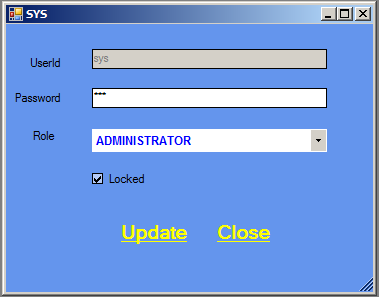 SYS
UserId sys
Password ***
Role ADMINISTRATOR
Locked
Update Close